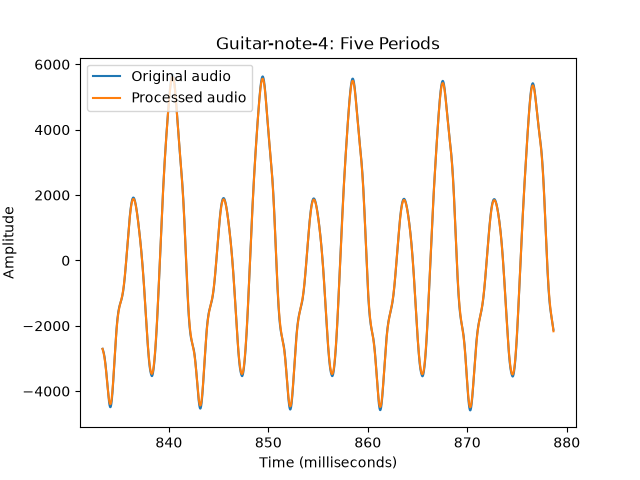 Guitar-note-4: Five Periods
Original audio
Processed audio
6000
4000
2000
0
−2000
−4000
Amplitude
840
850
860
870
880
Time (milliseconds)